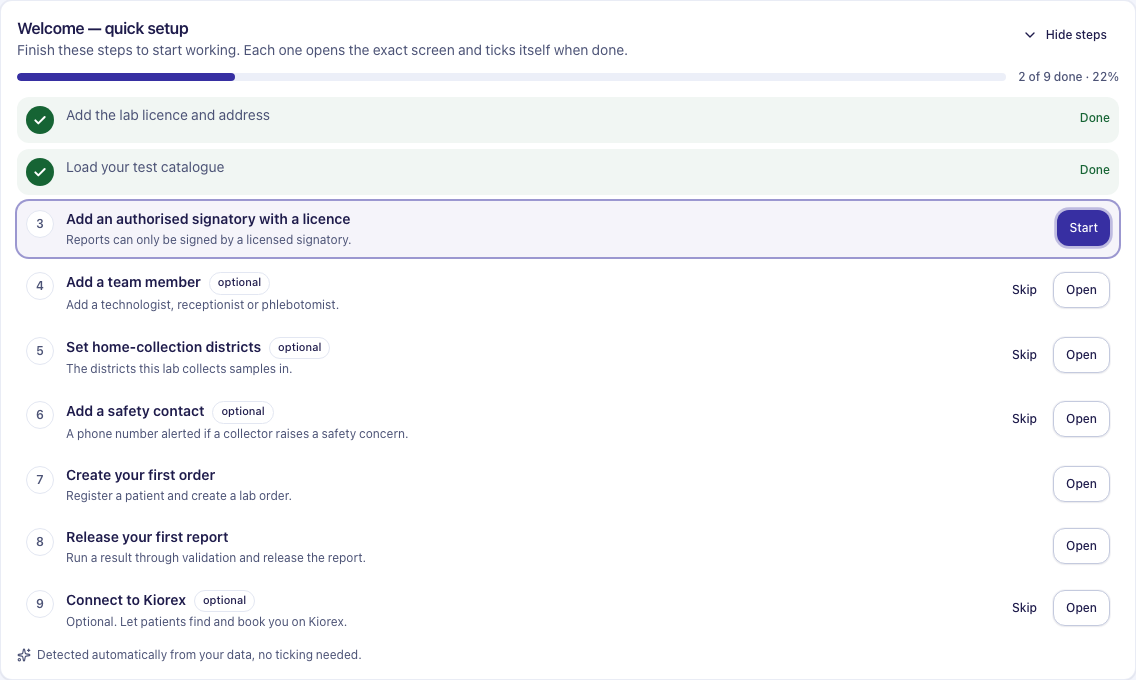 Welcome — quick setup
Hide steps
Finish these steps to start working. Each one opens the exact screen and ticks itself when done.
2 of 9 done · 22%
Add the lab licence and address
Done
Load your test catalogue
Done
3
Add an authorised signatory with a licence
Reports can only be signed by a licensed signatory.
Start
4
Add a team member optional
Add a technologist, receptionist or phlebotomist.
Skip Open
5
Set home-collection districts optional
The districts this lab collects samples in.
Skip Open
6
Add a safety contact optional
A phone number alerted if a collector raises a safety concern.
Skip Open
7
Create your first order
Register a patient and create a lab order.
Open
8
Release your first report
Run a result through validation and release the report.
Open
9
Connect to Kiorex optional
Optional. Let patients find and book you on Kiorex.
Skip Open
Detected automatically from your data, no ticking needed.